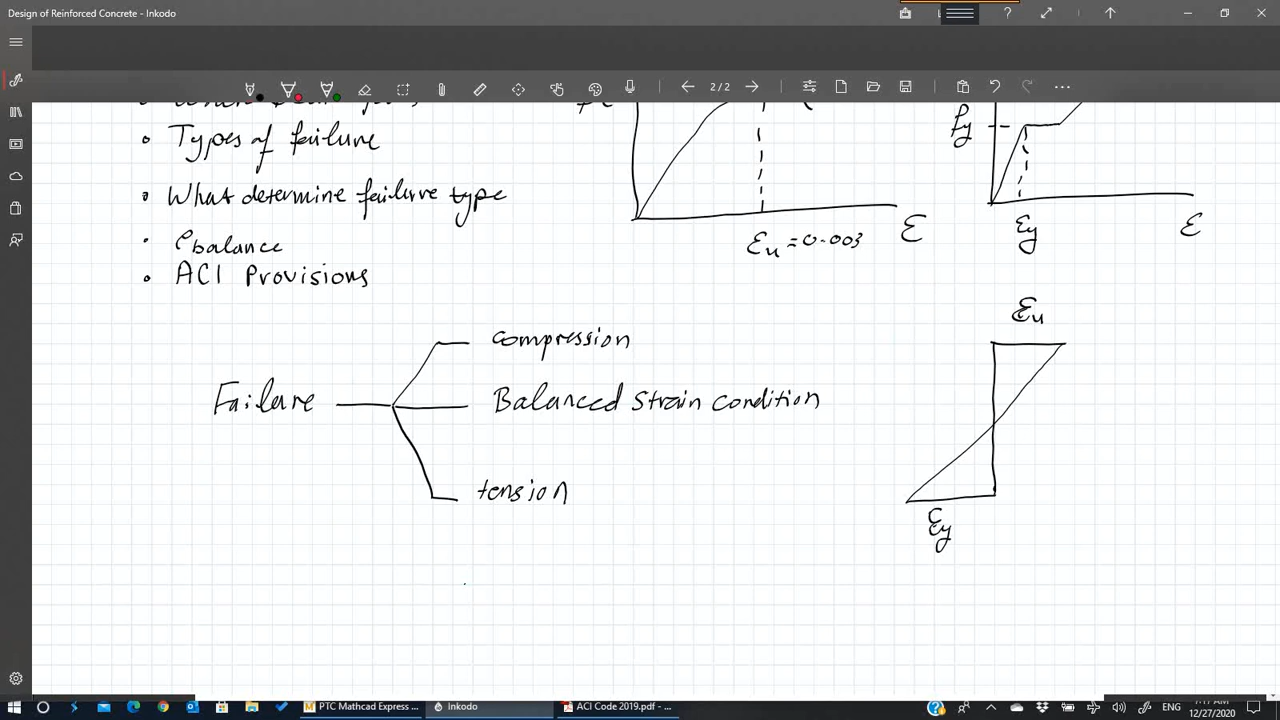 Design of Reinforced Concrete - Inkodo
2/2
• Types of failure
• What determine failure type
• ρbalance
• ACI Provisions
fy
εu = 0.003
ε
εy
ε
Failure
compression
Balanced strain condition
tension
εu
εy
PTC Mathcad Express ...
Inkodo
ACI Code 2019.pdf - ...
ENG
12/27/2020